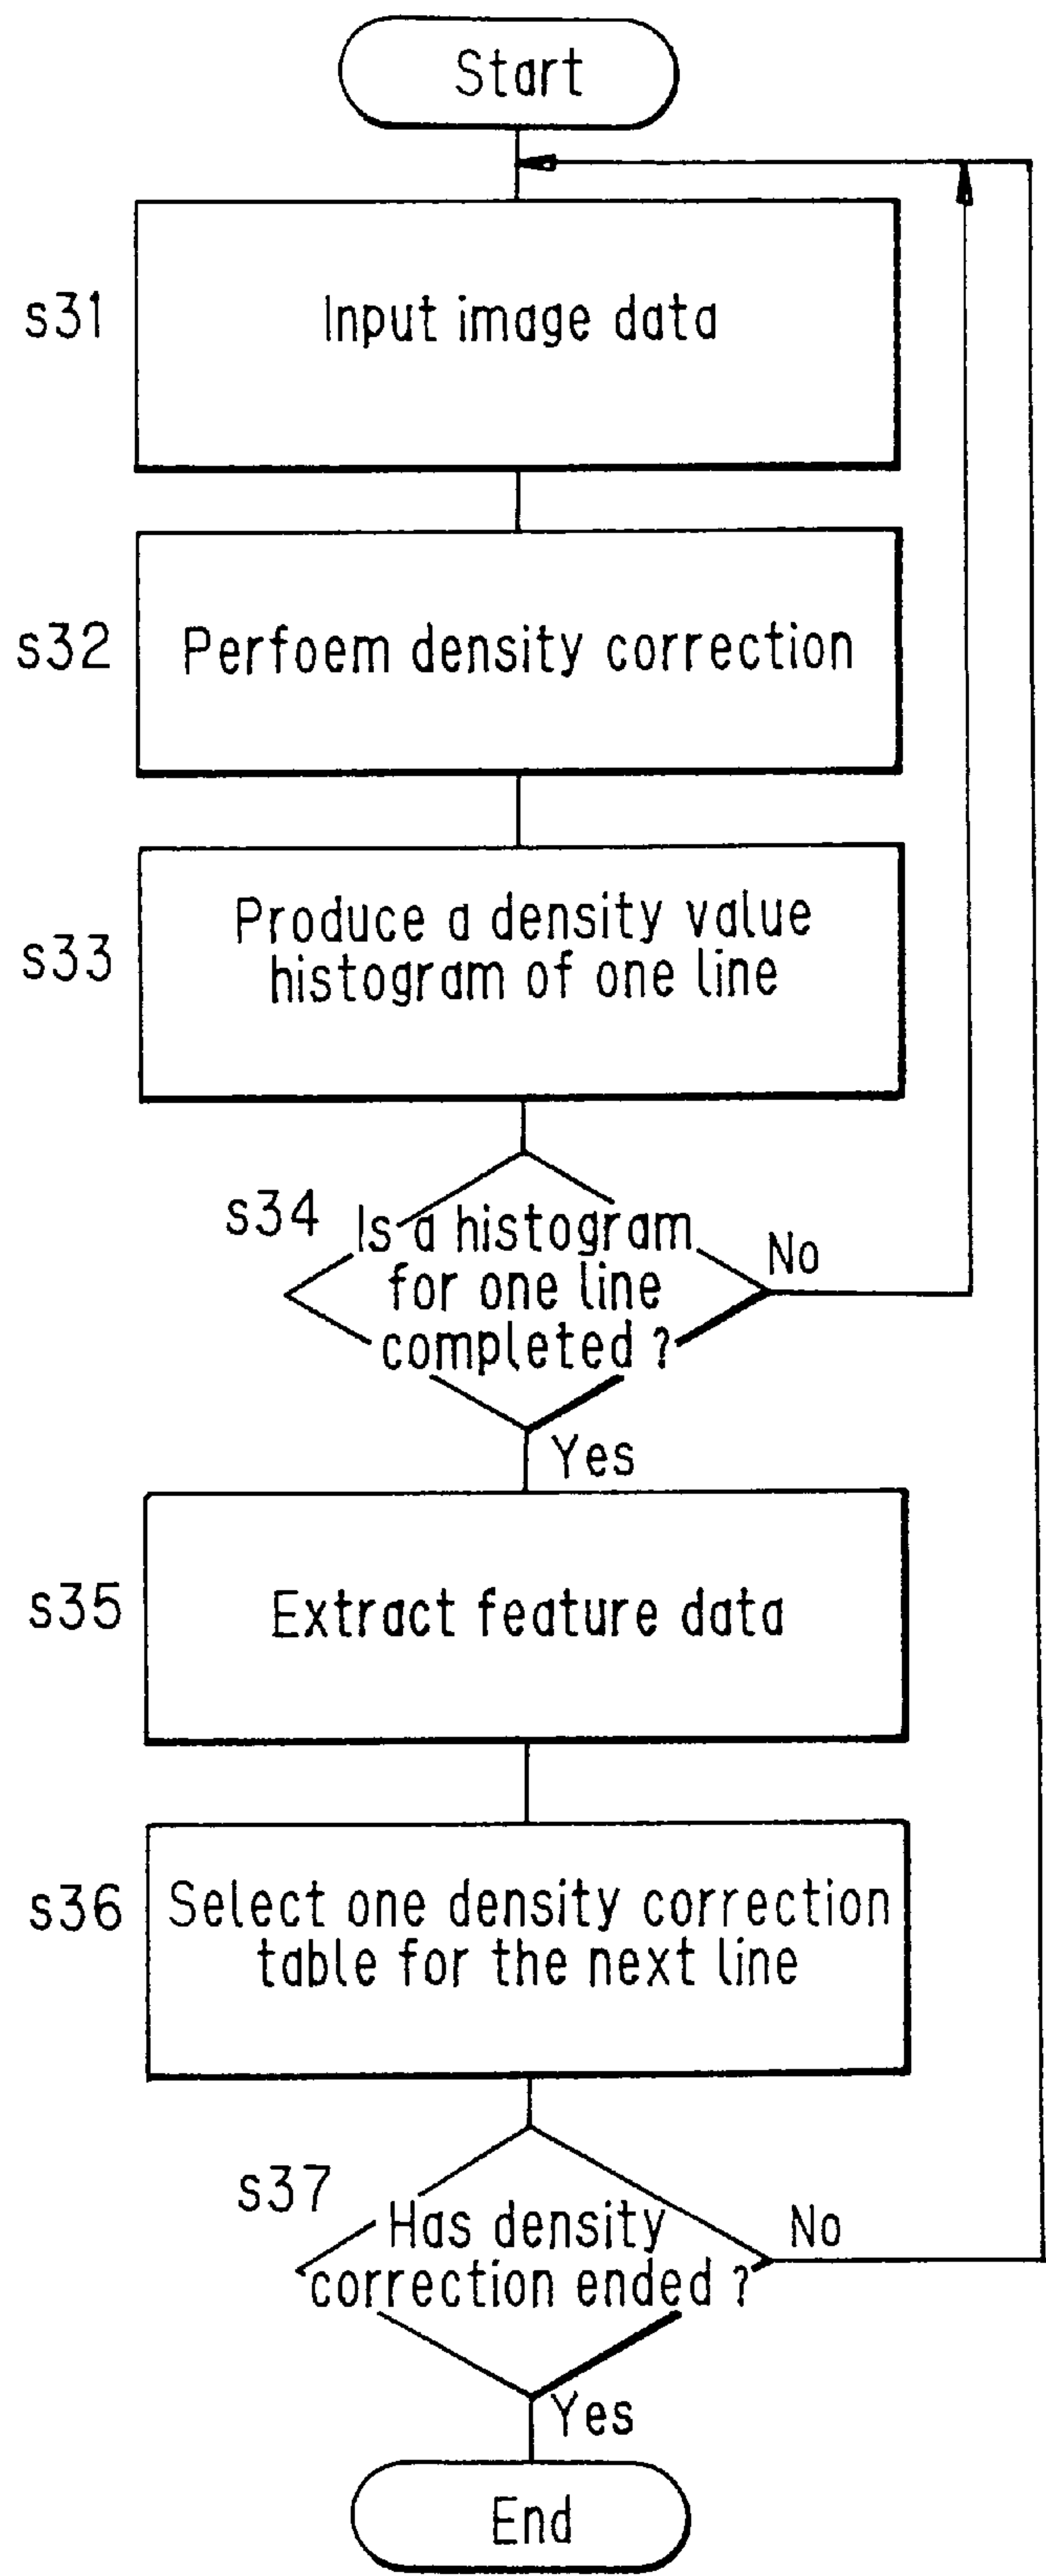 Start
s31
Input image data
s32
Perfoem density correction
s33
Produce a density value
histogram of one line
s34
Is a histogram
for one line
completed ?
No
Yes
s35
Extract feature data
s36
Select one density correction
table for the next line
s37
Has density
correction ended ?
No
Yes
End